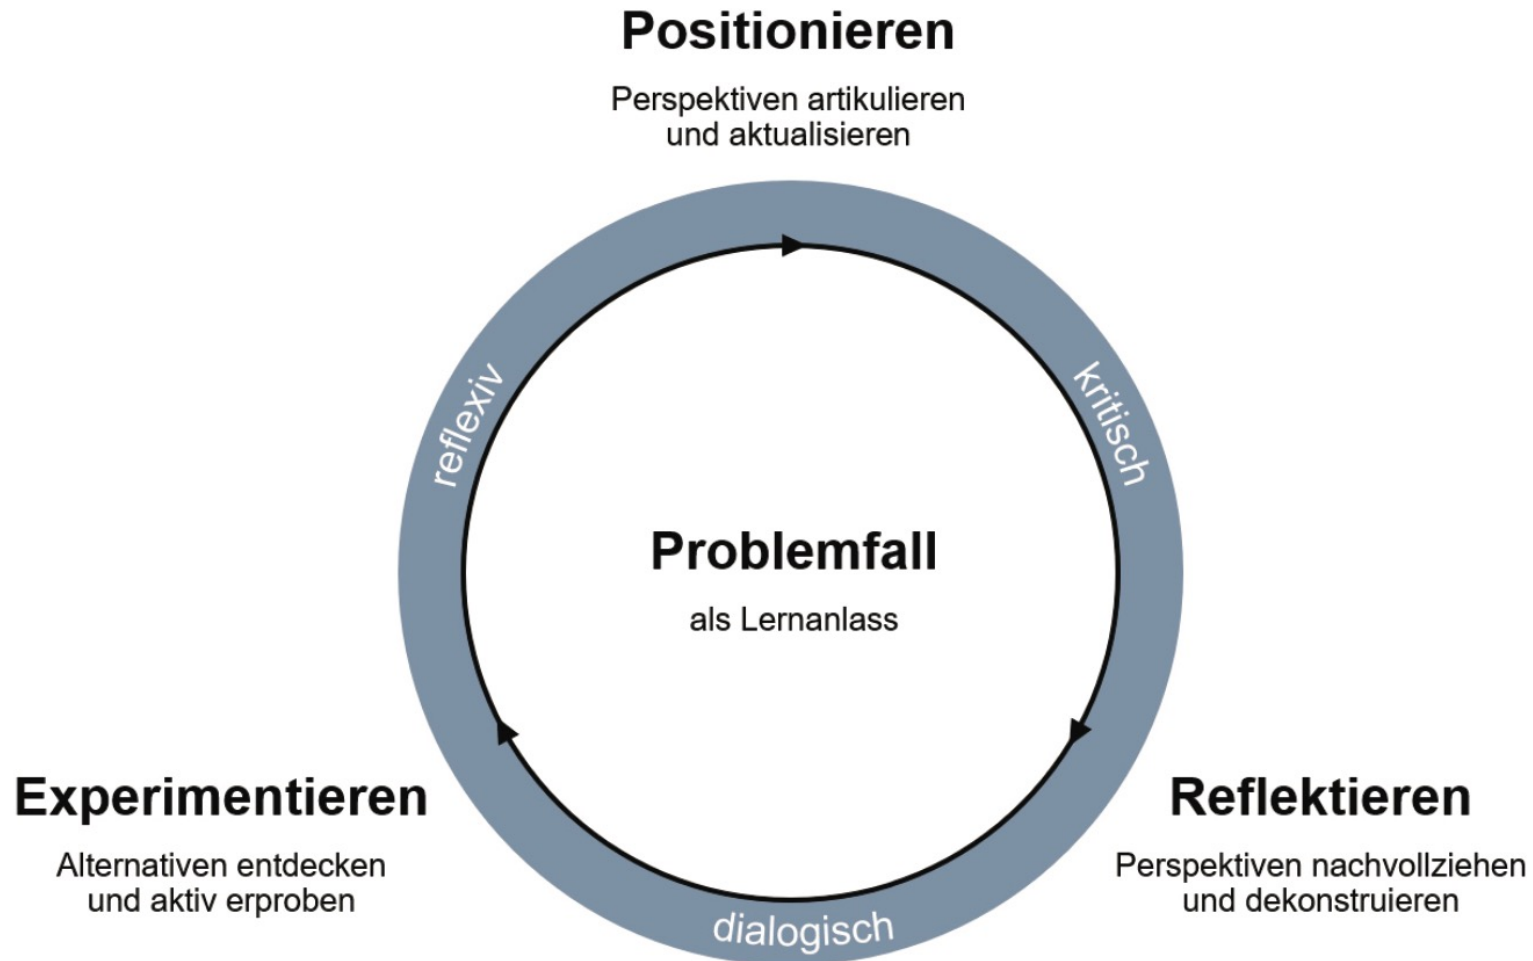 Positionieren
Perspektiven artikulieren
und aktualisieren
reflexiv
kritisch
Problemfall
als Lernanlass
Experimentieren
Alternativen entdecken
und aktiv erproben
Reflektieren
Perspektiven nachvollziehen
und dekonstruieren
dialogisch